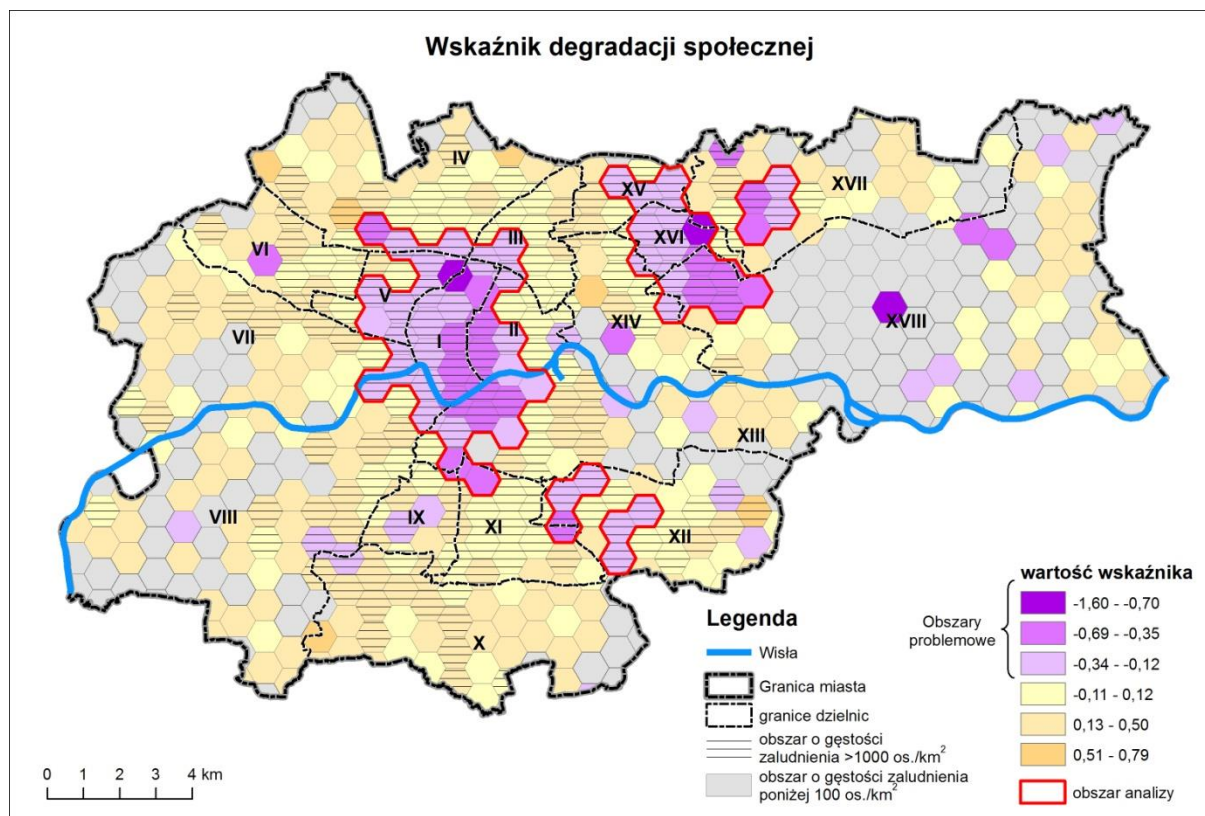 Wskaźnik degradacji społecznej
IV
XV
XVII
III
XVI
VI
V
VII
I
II
XIV
XVIII
XIII
VIII
IX
XI
XII
X
Legenda
Wisła
Granica miasta
granice dzielnic
obszar o gęstości
zaludnienia >1000 os./km²
obszar o gęstości zaludnienia
poniżej 100 os./km²
wartość wskaźnika
Obszary
problemowe
-1,60 - -0,70
-0,69 - -0,35
-0,34 - -0,12
-0,11 - 0,12
0,13 - 0,50
0,51 - 0,79
obszar analizy
0 1 2 3 4 km